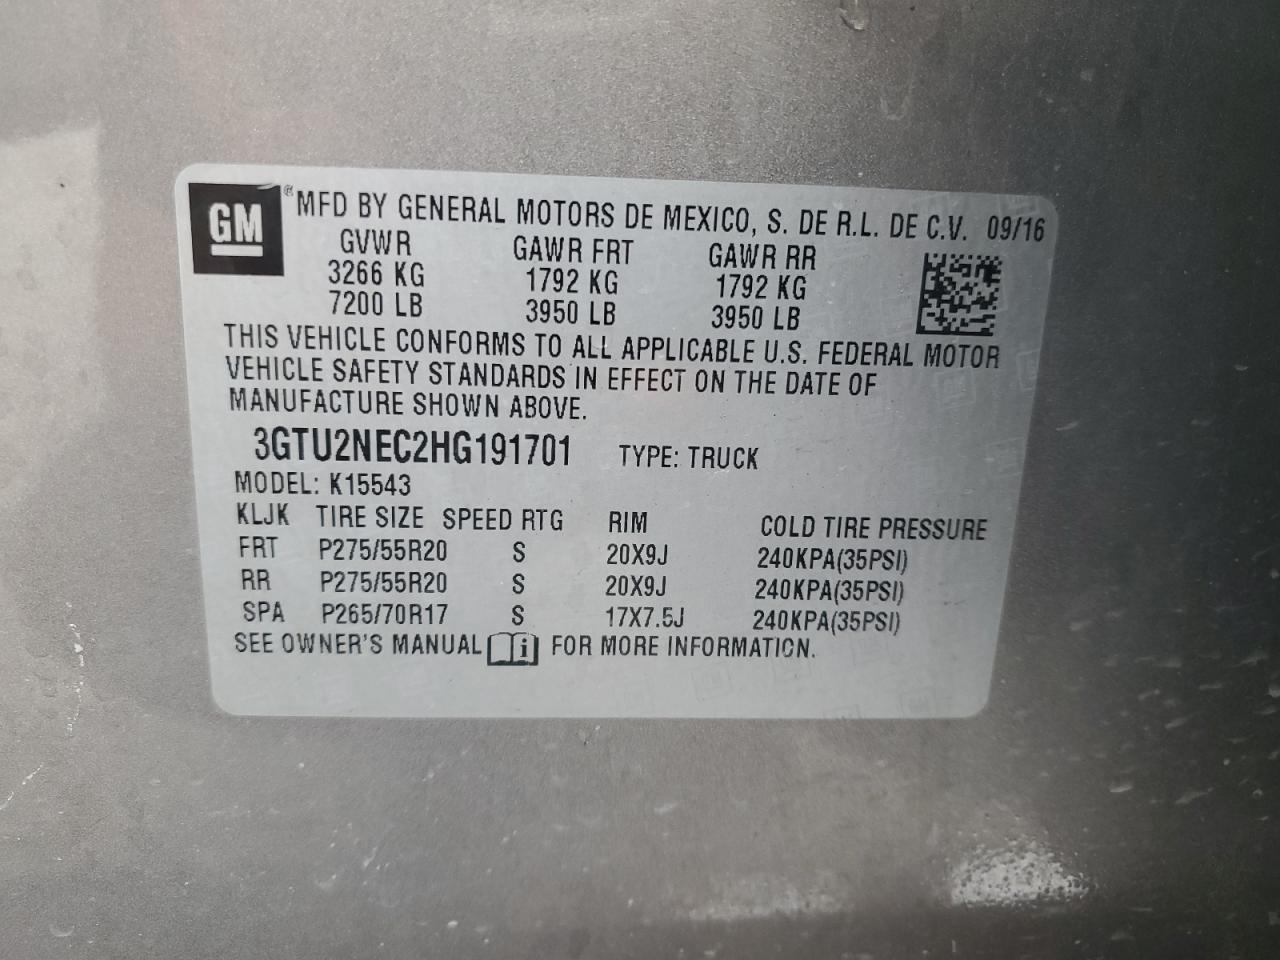 GM ® MFD BY GENERAL MOTORS DE MEXICO, S. DE R.L. DE C.V. 09/16
GVWR GAWR FRT GAWR RR
3266 KG 1792 KG 1792 KG
7200 LB 3950 LB 3950 LB
THIS VEHICLE CONFORMS TO ALL APPLICABLE U.S. FEDERAL MOTOR
VEHICLE SAFETY STANDARDS IN EFFECT ON THE DATE OF
MANUFACTURE SHOWN ABOVE.
3GTU2NEC2HG191701 TYPE: TRUCK
MODEL: K15543
KLJK TIRE SIZE SPEED RTG RIM COLD TIRE PRESSURE
FRT P275/55R20 S 20X9J 240KPA(35PSI)
RR P275/55R20 S 20X9J 240KPA(35PSI)
SPA P265/70R17 S 17X7.5J 240KPA(35PSI)
SEE OWNER'S MANUAL i FOR MORE INFORMATION.